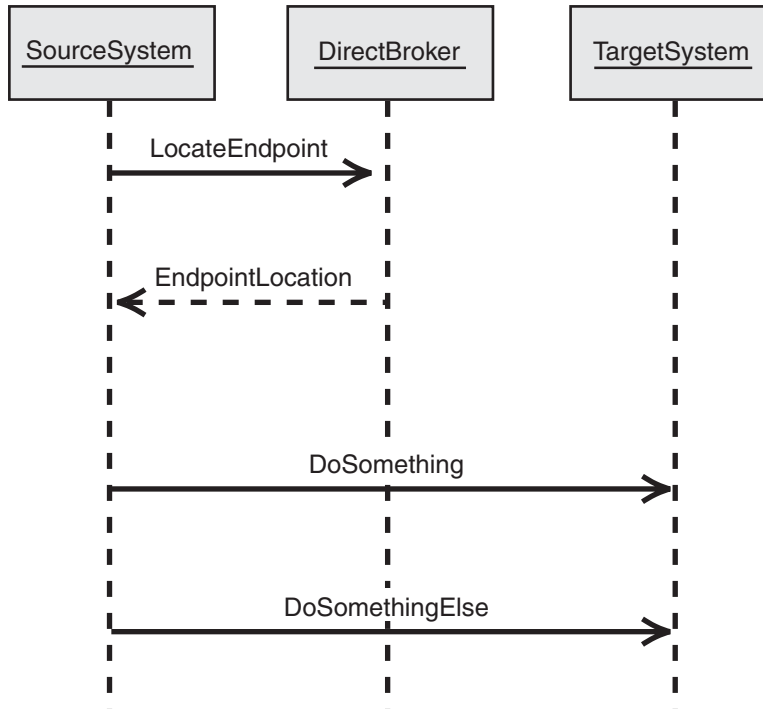 SourceSystem
DirectBroker
TargetSystem
LocateEndpoint
EndpointLocation
DoSomething
DoSomethingElse